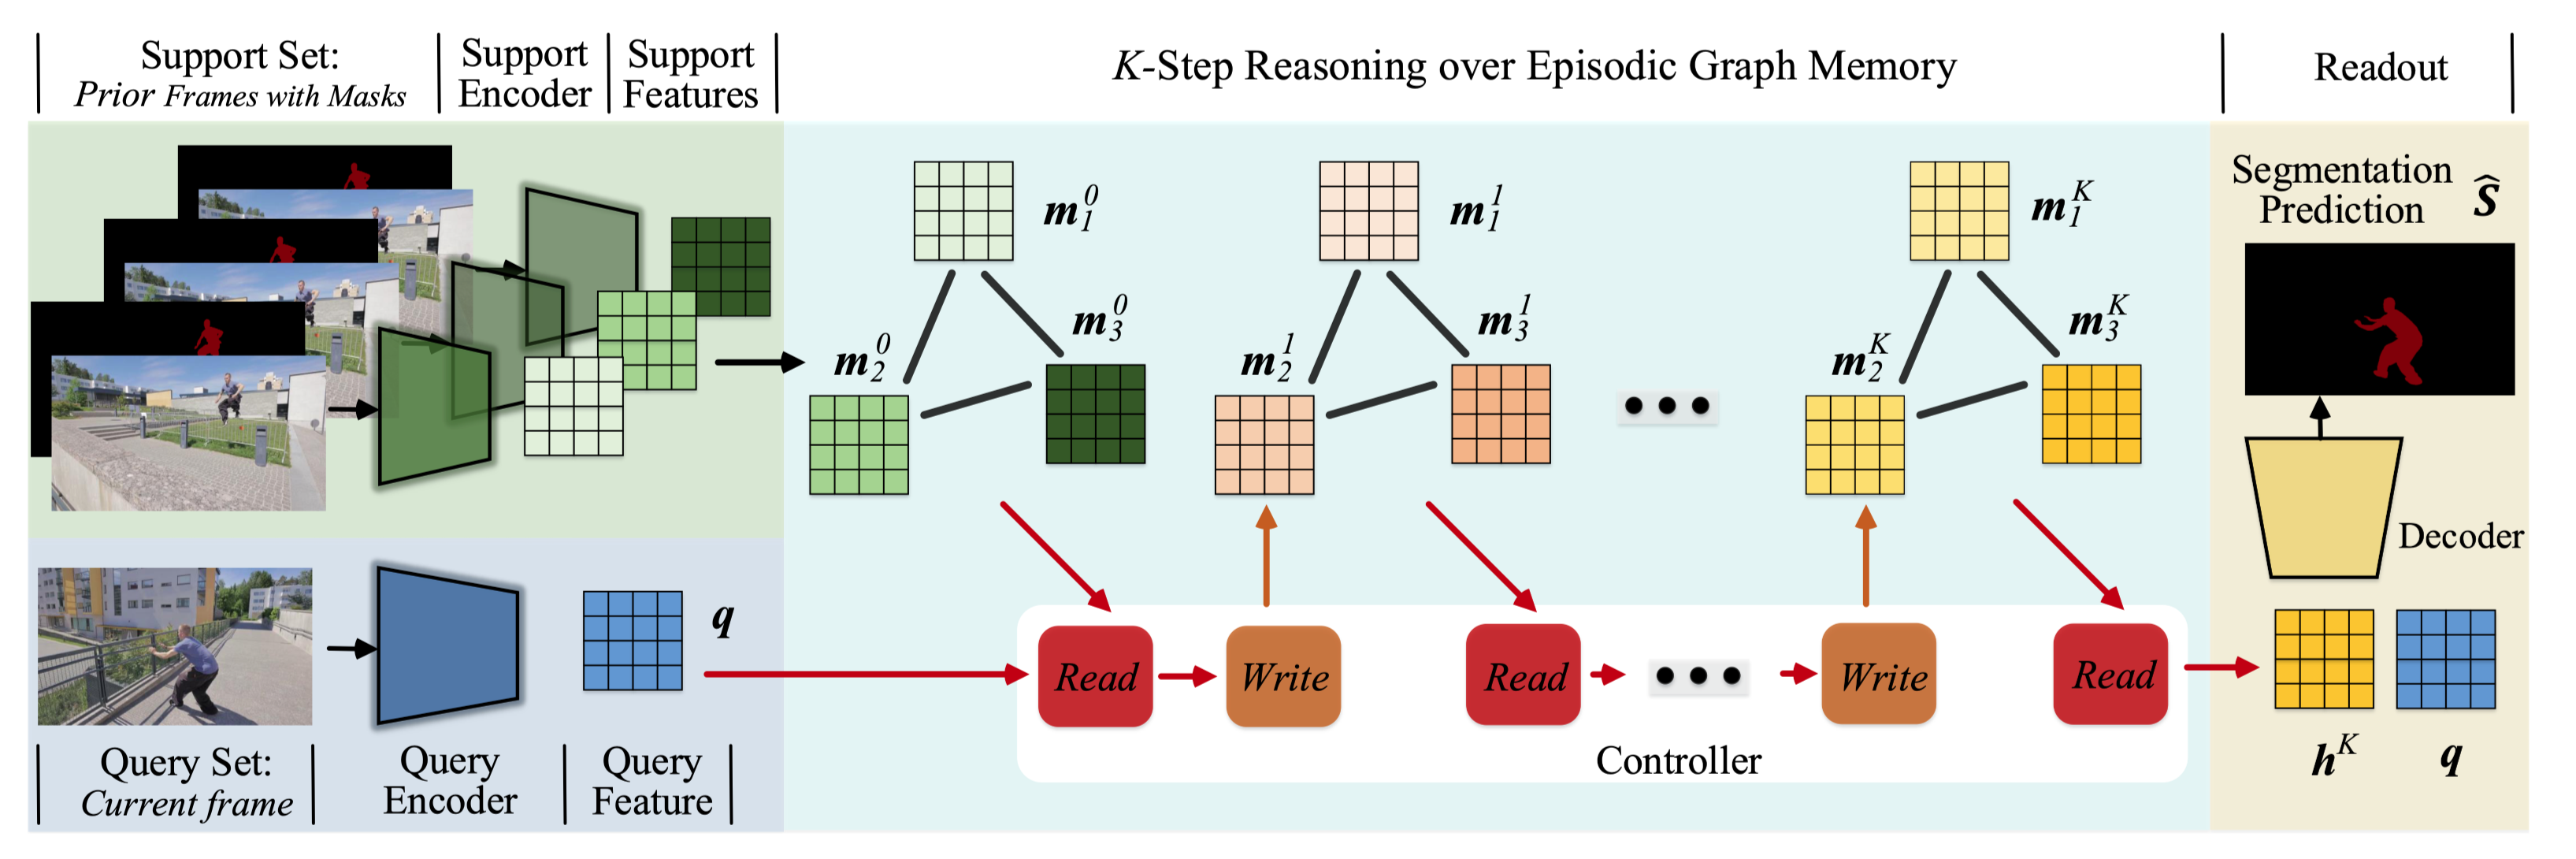 Support Set:
Prior Frames with Masks
Support
Encoder
Support
Features
K-Step Reasoning over Episodic Graph Memory
Readout
m_1^0
m_2^0
m_3^0
m_1^1
m_2^1
m_3^1
m_1^K
m_2^K
m_3^K
Segmentation
Prediction Ŝ
Decoder
q
Read
Write
Read
Write
Read
Controller
h^K
q
Query Set:
Current frame
Query
Encoder
Query
Feature